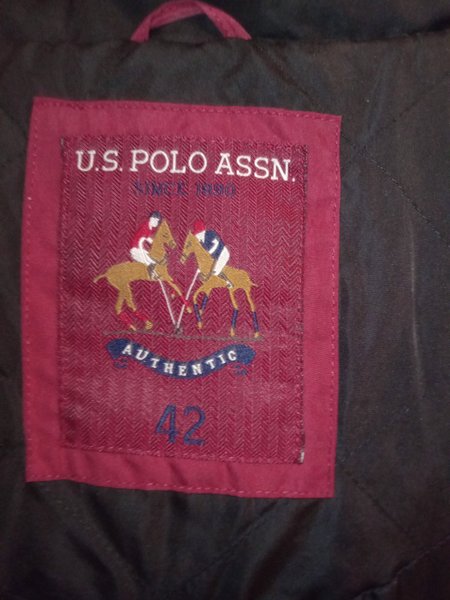 U.S. POLO ASSN.
SINCE 1890
AUTHENTIC
42